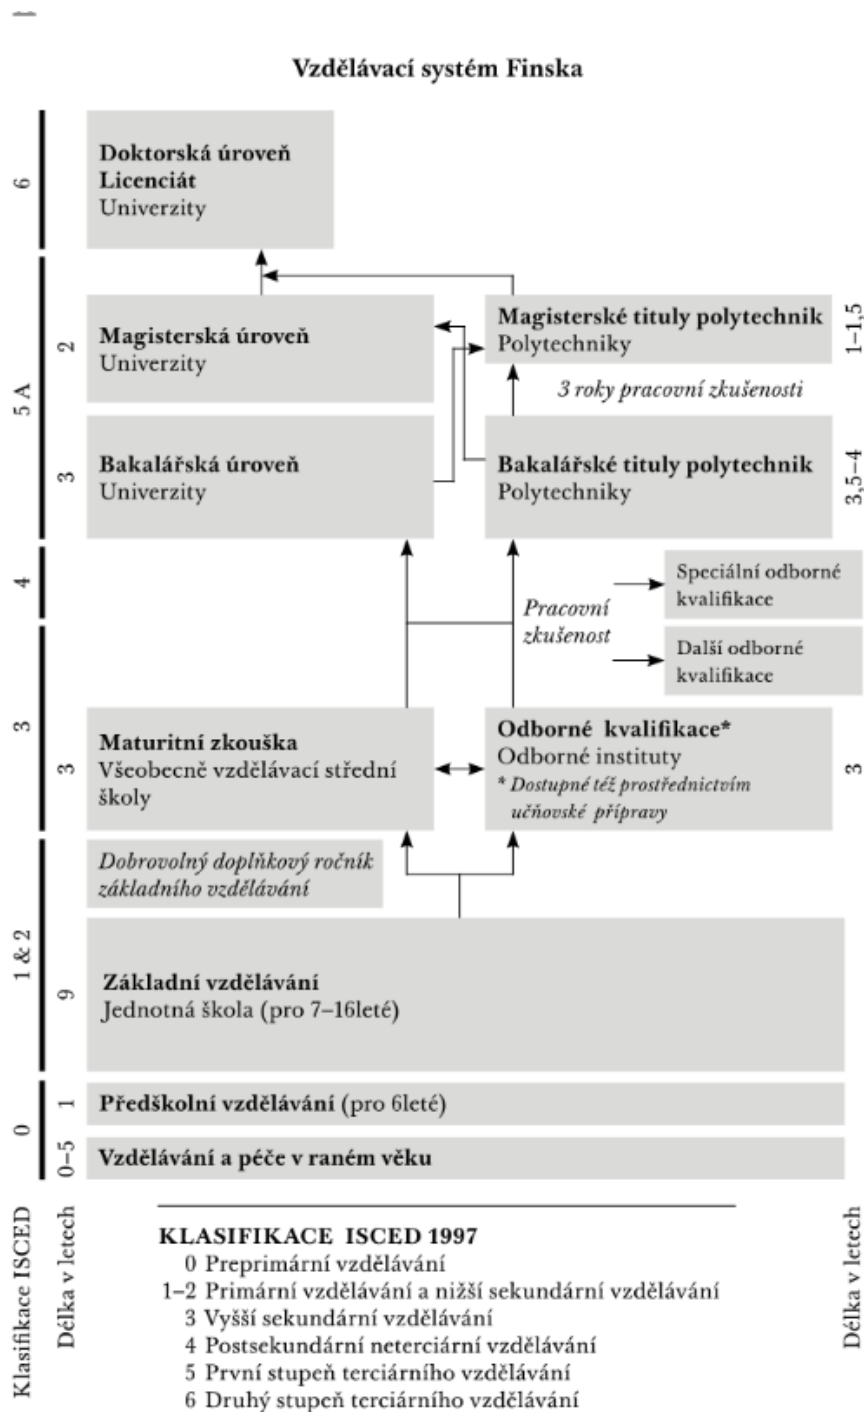 Vzdělávací systém Finska
6
Doktorská úroveň
Licenciát
Univerzity
5 A
2
Magisterská úroveň
Univerzity
Magisterské tituly polytechnik
Polytechniky
1–1,5
3 roky pracovní zkušenosti
3
Bakalářská úroveň
Univerzity
Bakalářské tituly polytechnik
Polytechniky
3,5–4
4
Pracovní
zkušenost
Speciální odborné
kvalifikace
Další odborné
kvalifikace
3
3
Maturitní zkouška
Všeobecně vzdělávací střední
školy
Odborné kvalifikace*
Odborné instituty
* Dostupné též prostřednictvím
učňovské přípravy
3
Dobrovolný doplňkový ročník
základního vzdělávání
1 & 2
9
Základní vzdělávání
Jednotná škola (pro 7–16leté)
0
1
Předškolní vzdělávání (pro 6leté)
0–5
Vzdělávání a péče v raném věku
Klasifikace ISCED
Délka v letech
KLASIFIKACE ISCED 1997
0 Preprimární vzdělávání
1–2 Primární vzdělávání a nižší sekundární vzdělávání
3 Vyšší sekundární vzdělávání
4 Postsekundární neterciární vzdělávání
5 První stupeň terciárního vzdělávání
6 Druhý stupeň terciárního vzdělávání
Délka v letech